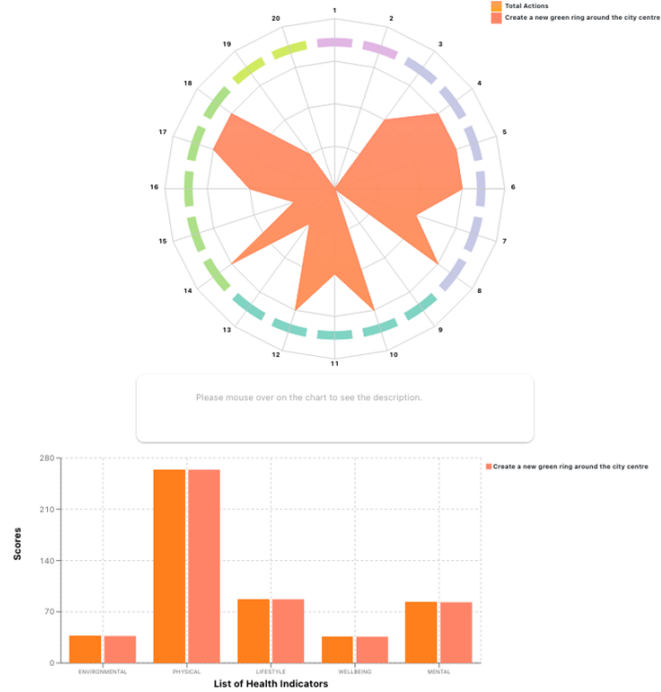 Total Actions
Create a new green ring around the city centre
1
2
3
4
5
6
7
8
9
10
11
12
13
14
15
16
17
18
19
20
Please mouse over on the chart to see the description.
280
210
140
70
0
Scores
Create a new green ring around the city centre
ENVIRONMENTAL
PHYSICAL
LIFESTYLE
WELLBEING
MENTAL
List of Health Indicators